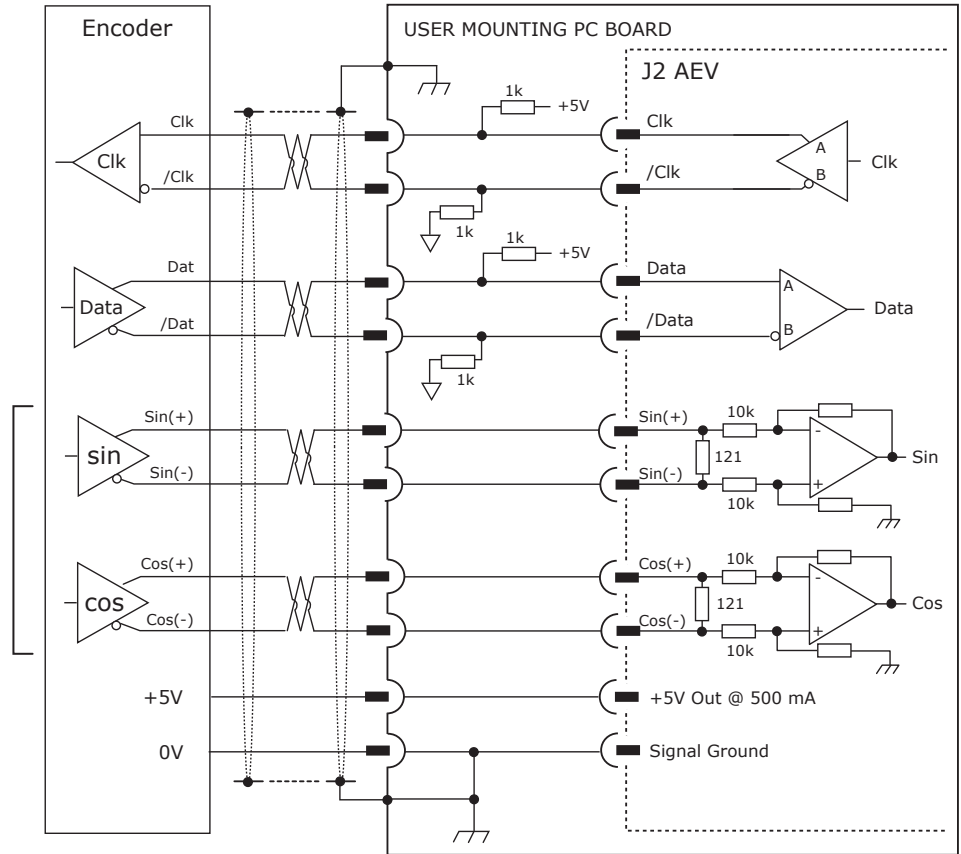 Encoder
USER MOUNTING PC BOARD
J2 AEV
1k
+5V
Clk
Clk
Clk
A
Clk
/Clk
/Clk
B
1k
1k
+5V
Dat
Data
A
Data
Data
/Dat
/Data
B
1k
Sin(+)
Sin(+)
10k
-
sin
121
Sin
Sin(-)
Sin(-)
+
10k
Cos(+)
Cos(+)
10k
-
cos
121
Cos
Cos(-)
Cos(-)
+
10k
+5V
+5V Out @ 500 mA
0V
Signal Ground